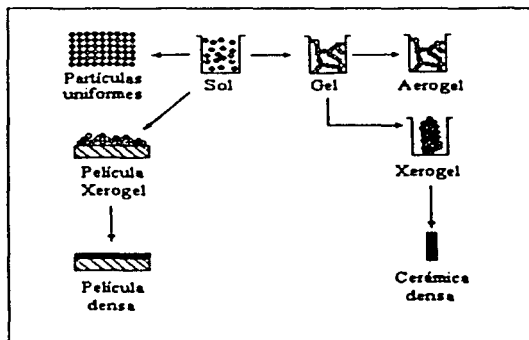 Partículas
uniformes
Sol
Gel
Aerogel
Película
Xerogel
Xerogel
Película
densa
Cerámica
densa